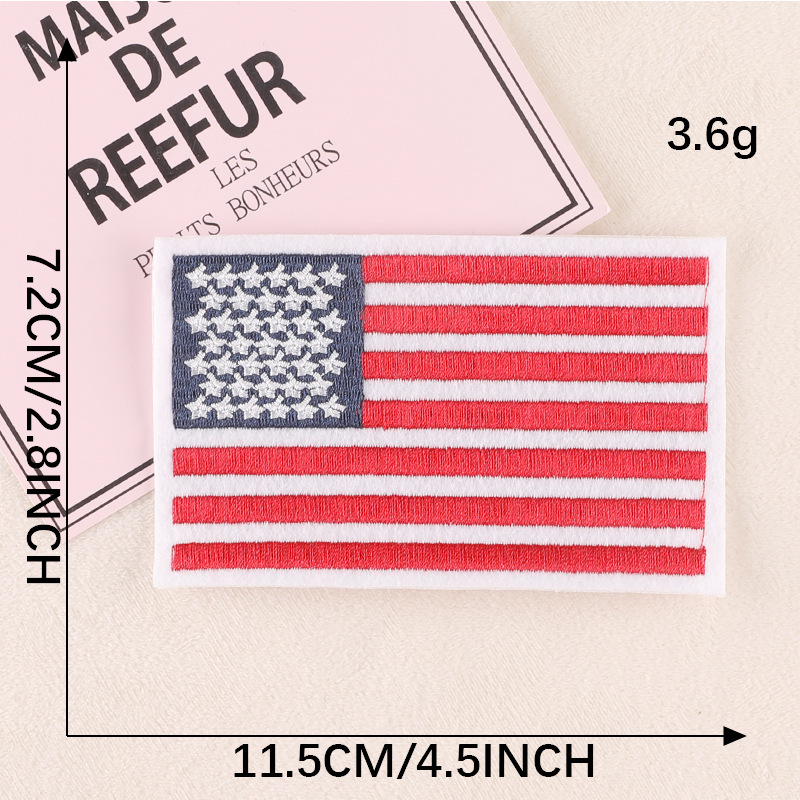 DE
REEFUR
LES
BONHEURS
3.6g
7.2CM/2.8INCH
11.5CM/4.5INCH